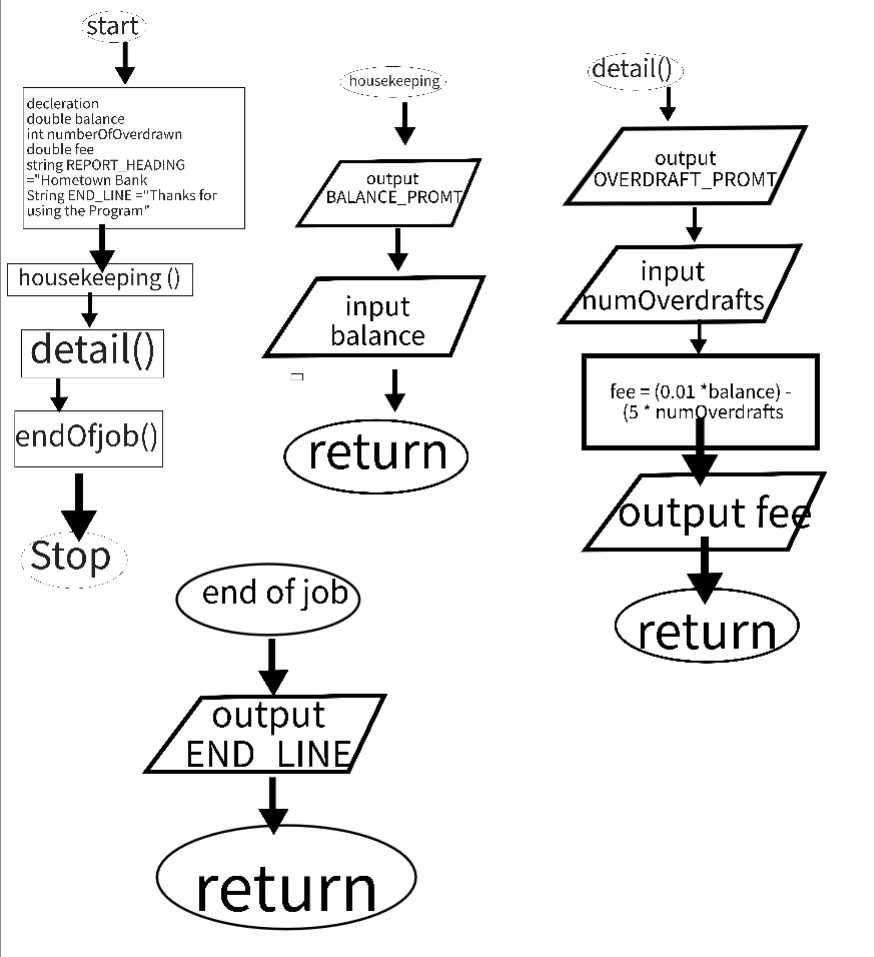 start
decleration
double balance
int numberOfOverdrawn
double fee
string REPORT_HEADING
="Hometown Bank
String END_LINE ="Thanks for
using the Program"
housekeeping ()
detail()
endOfjob()
Stop
housekeeping
output
BALANCE_PROMT
input
balance
return
detail()
output
OVERDRAFT_PROMT
input
numOverdrafts
fee = (0.01 *balance) -
(5 * numOverdrafts
output fee
return
end of job
output
END_LINE
return